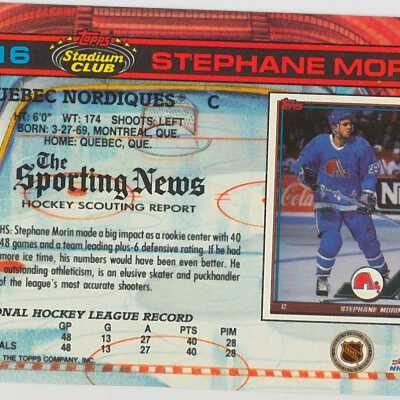 16
Topps
Stadium
CLUB
STEPHANE MORIN
QUEBEC NORDIQUES C
HT: 6'0" WT: 174 SHOOTS: LEFT
BORN: 3-27-69, MONTREAL, QUE.
HOME: QUEBEC, QUE.
The
Sporting News
HOCKEY SCOUTING REPORT
HS: Stephane Morin made a big impact as a rookie center with 40
48 games and a team leading plus-6 defensive rating. If he had
more ice time, his numbers would have been even better. He
outstanding athleticism, is an elusive skater and puckhandler
of the league's most accurate shooters.
ONAL HOCKEY LEAGUE RECORD
GP G A PTS PIM
48 13 27 40 28
ALS 48 13 27 40 28
THE TOPPS COMPANY, INC.
Topps
Coca
C
STEPHANE MORIN
NHL